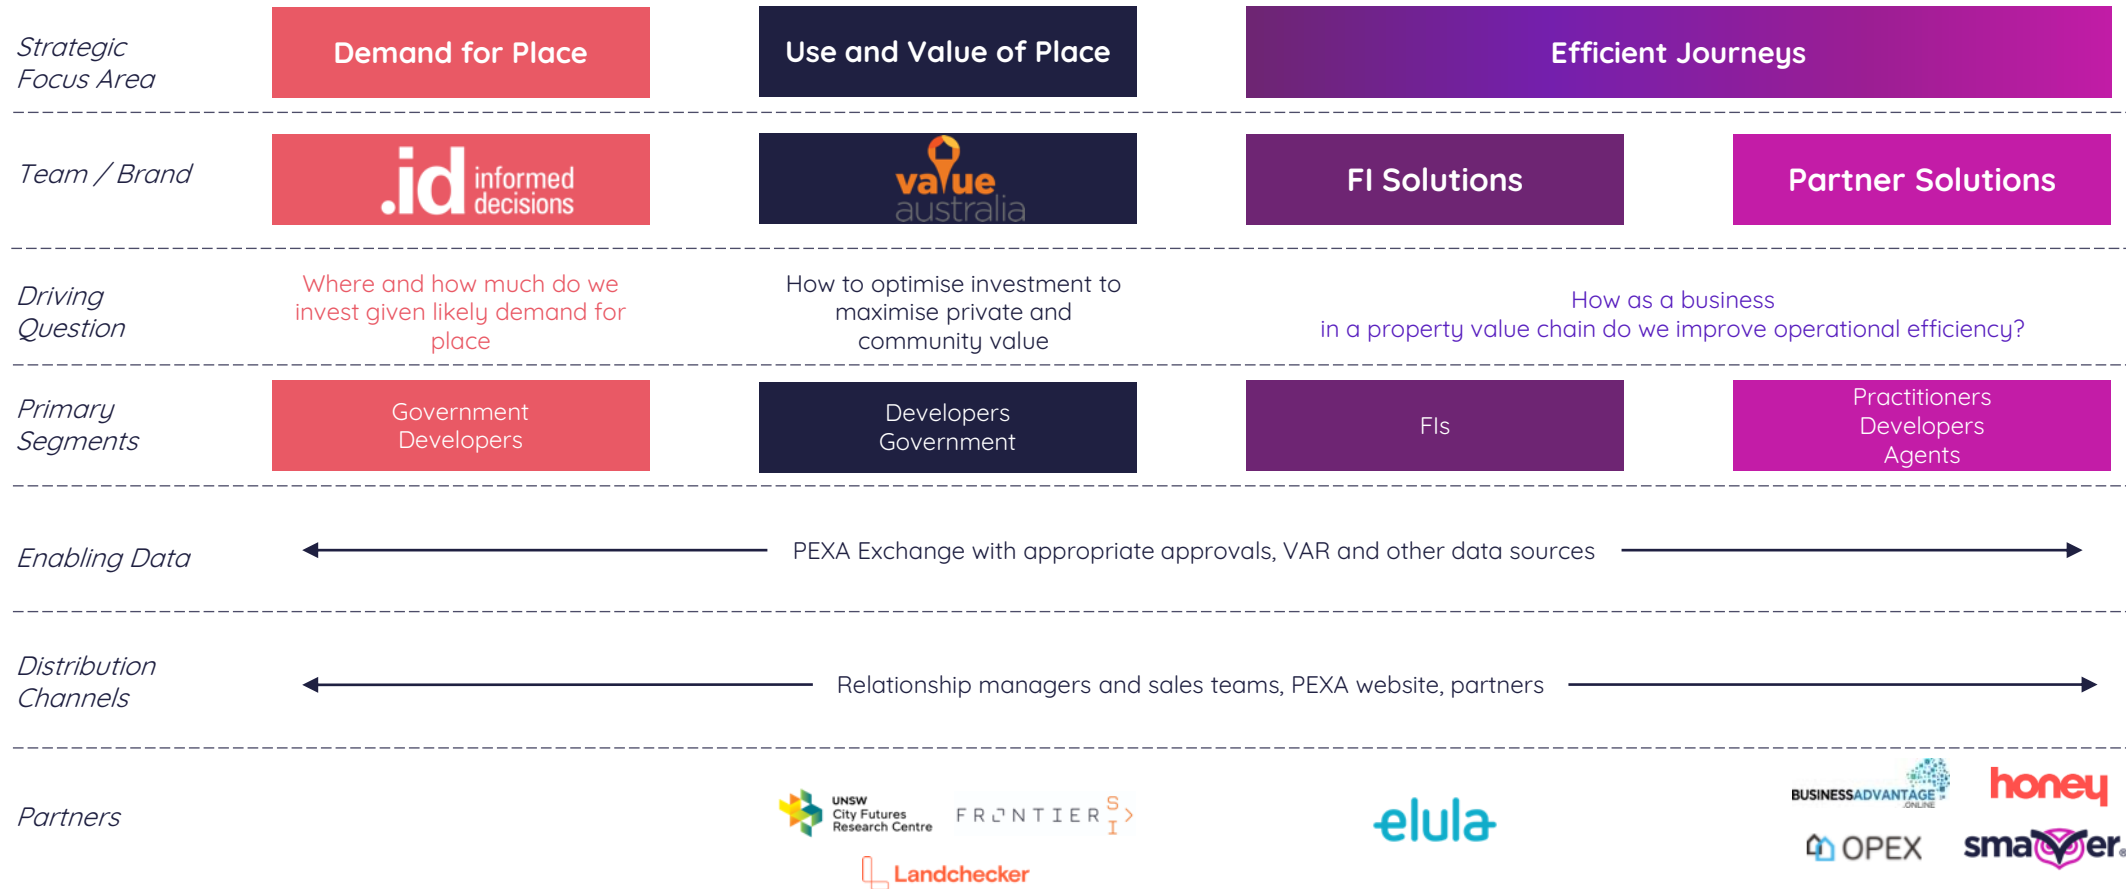 Strategic
Focus Area
Demand for Place
Use and Value of Place
Efficient Journeys
Team / Brand
.id informed
decisions
value
australia
FI Solutions
Partner Solutions
Driving
Question
Where and how much do we
invest given likely demand for
place
How to optimise investment to
maximise private and
community value
How as a business
in a property value chain do we improve operational efficiency?
Primary
Segments
Government
Developers
Developers
Government
FIs
Practitioners
Developers
Agents
Enabling Data
PEXA Exchange with appropriate approvals, VAR and other data sources
Distribution
Channels
Relationship managers and sales teams, PEXA website, partners
Partners
UNSW
City Futures
Research Centre
FRONTIER SI
Landchecker
elula
BUSINESSADVANTAGE
.ONLINE
honey
OPEX
smaver